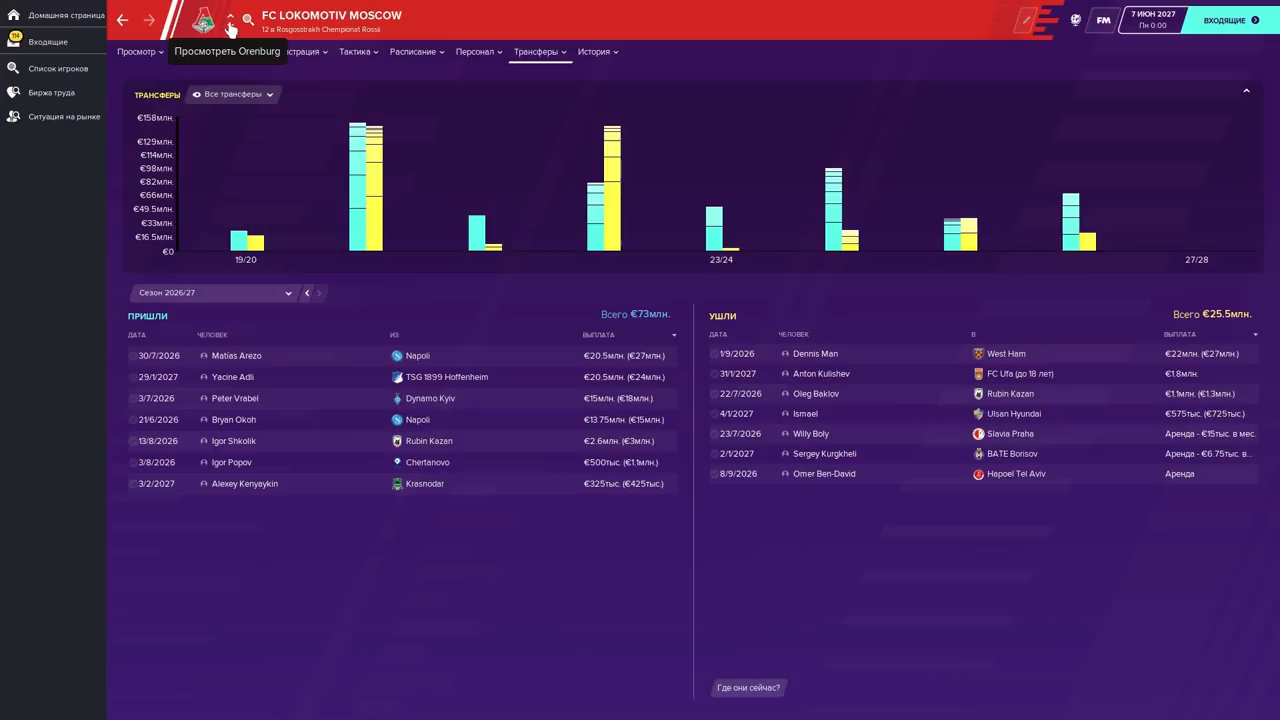 Домашняя страница
114
Входящие
Список игроков
Биржа труда
Ситуация на рынке
FC LOKOMOTIV MOSCOW
12 в Rosgosstrakh Chempionat Rossii
FM
7 ИЮН 2027
Пн 0:00
ВХОДЯЩИЕ
Просмотр
Просмотреть Orenburg
страция
Тактика
Расписание
Персонал
Трансферы
История
ТРАНСФЕРЫ
Все трансферы
€158млн.
€129млн.
€114млн.
€98млн.
€82млн.
€66млн.
€49.5млн.
€33млн.
€16.5млн.
€0
19/20
23/24
27/28
Сезон 2026/27
ПРИШЛИ
Всего €73млн.
ДАТА ЧЕЛОВЕК ИЗ ВЫПЛАТА
30/7/2026 Matías Arezo Napoli €20.5млн. (€27млн.)
29/1/2027 Yacine Adli TSG 1899 Hoffenheim €20.5млн. (€24млн.)
3/7/2026 Peter Vrabel Dynamo Kyiv €15млн. (€18млн.)
21/6/2026 Bryan Okoh Napoli €13.75млн. (€15млн.)
13/8/2026 Igor Shkolik Rubin Kazan €2.6млн. (€3млн.)
3/8/2026 Igor Popov Chertanovo €500тыс. (€1.1млн.)
3/2/2027 Alexey Kenyaykin Krasnodar €325тыс. (€425тыс.)
УШЛИ
Всего €25.5млн.
ДАТА ЧЕЛОВЕК В ВЫПЛАТА
1/9/2026 Dennis Man West Ham €22млн. (€27млн.)
31/1/2027 Anton Kulishev FC Ufa (до 18 лет) €1.8млн.
22/7/2026 Oleg Baklov Rubin Kazan €1.1млн. (€1.3млн.)
4/1/2027 Ismael Ulsan Hyundai €575тыс. (€725тыс.)
23/7/2026 Willy Boly Slavia Praha Аренда - €15тыс. в мес.
2/1/2027 Sergey Kurgkheli BATE Borisov Аренда - €6.75тыс. в...
8/9/2026 Omer Ben-David Hapoel Tel Aviv Аренда
Где они сейчас?